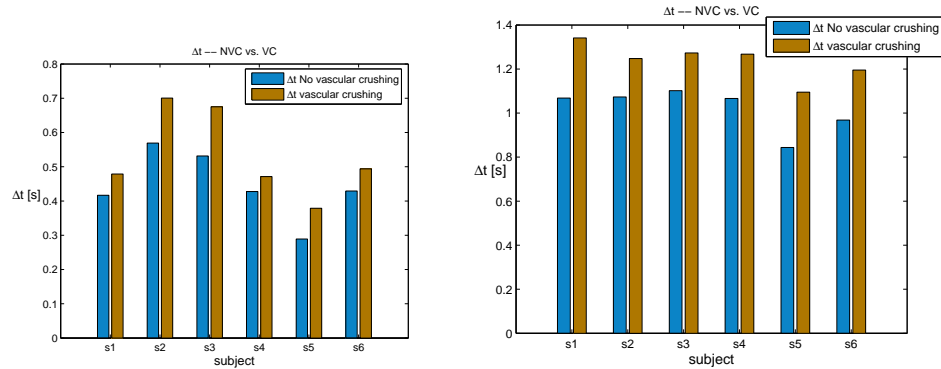 Δt −− NVC vs. VC
0.8
0.7
0.6
0.5
0.4
0.3
0.2
0.1
0
Δt [s]
Δt No vascular crushing
Δt vascular crushing
s1 s2 s3 s4 s5 s6
subject
Δt −− NVC vs. VC
1.4
1.2
1
0.8
0.6
0.4
0.2
0
Δt [s]
Δt No vascular crushing
Δt vascular crushing
s1 s2 s3 s4 s5 s6
subject